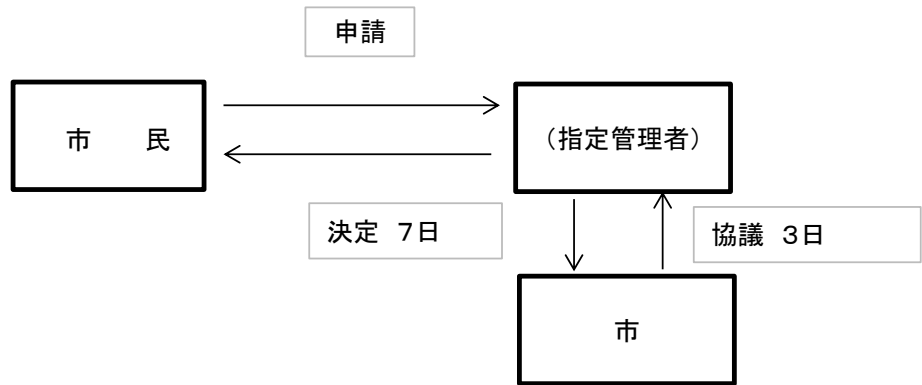 申請
市　　民
（指定管理者）
決定　７日
協議　３日
市